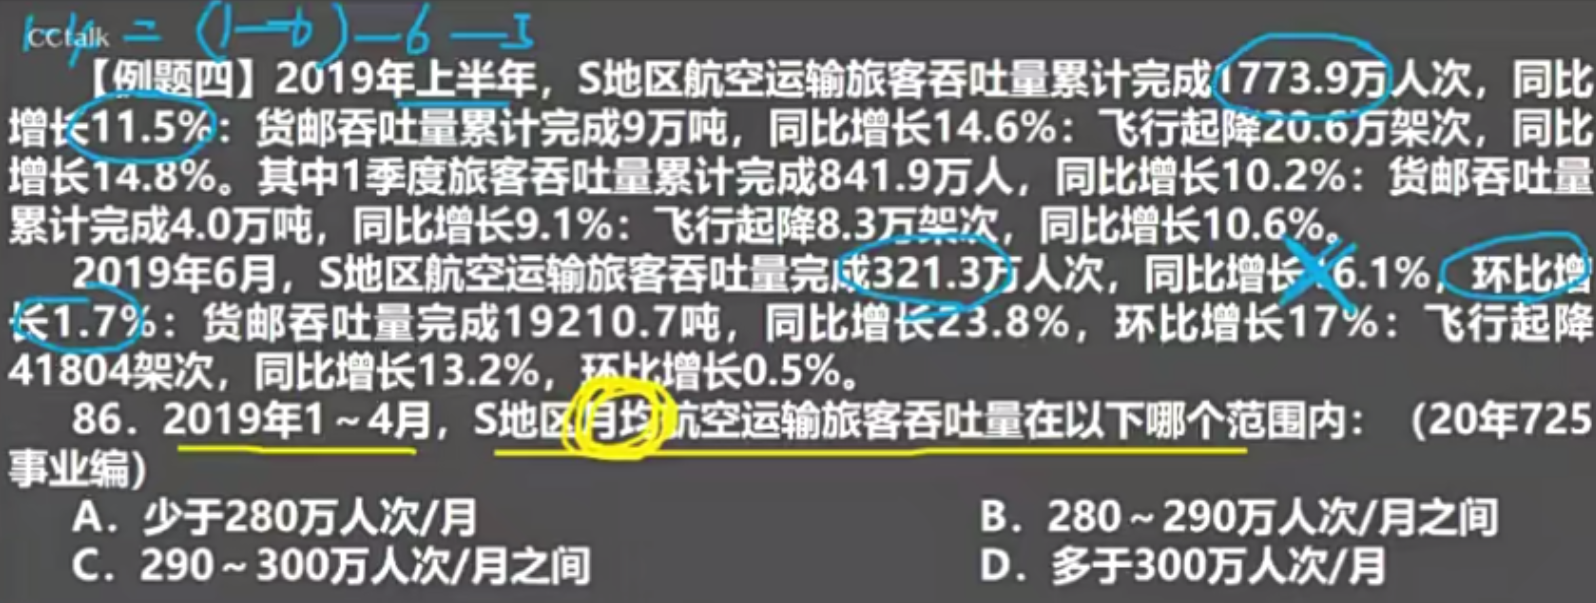 1-4 = (1-6)-6-5
CCtalk
【例题四】2019年上半年，S地区航空运输旅客吞吐量累计完成1773.9万人次，同比
增长11.5%：货邮吞吐量累计完成9万吨，同比增长14.6%：飞行起降20.6万架次，同比
增长14.8%。其中1季度旅客吞吐量累计完成841.9万人，同比增长10.2%：货邮吞吐量
累计完成4.0万吨，同比增长9.1%：飞行起降8.3万架次，同比增长10.6%。
2019年6月，S地区航空运输旅客吞吐量完成321.3万人次，同比增长16.1%，环比增
长1.7%：货邮吞吐量完成19210.7吨，同比增长23.8%，环比增长17%：飞行起降
41804架次，同比增长13.2%，环比增长0.5%。
86．2019年1～4月，S地区月均航空运输旅客吞吐量在以下哪个范围内：（20年725
事业编）
A．少于280万人次/月
B．280～290万人次/月之间
C．290～300万人次/月之间
D．多于300万人次/月